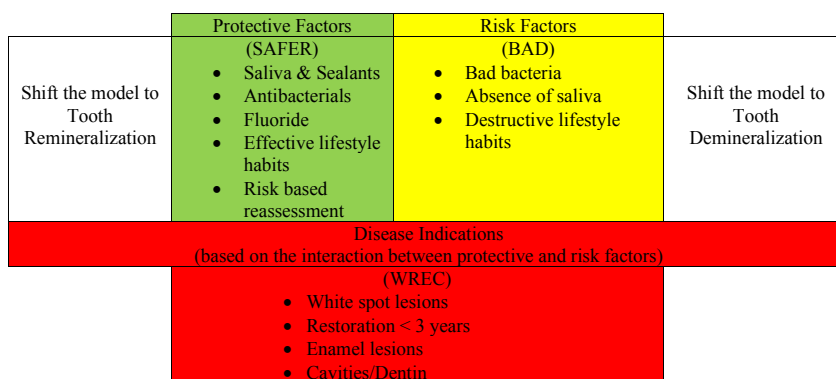 Protective Factors
Risk Factors
Shift the model to
Tooth
Remineralization
(SAFER)
• Saliva & Sealants
• Antibacterials
• Fluoride
• Effective lifestyle
habits
• Risk based
reassessment
(BAD)
• Bad bacteria
• Absence of saliva
• Destructive lifestyle
habits
Shift the model to
Tooth
Demineralization
Disease Indications
(based on the interaction between protective and risk factors)
(WREC)
• White spot lesions
• Restoration < 3 years
• Enamel lesions
• Cavities/Dentin